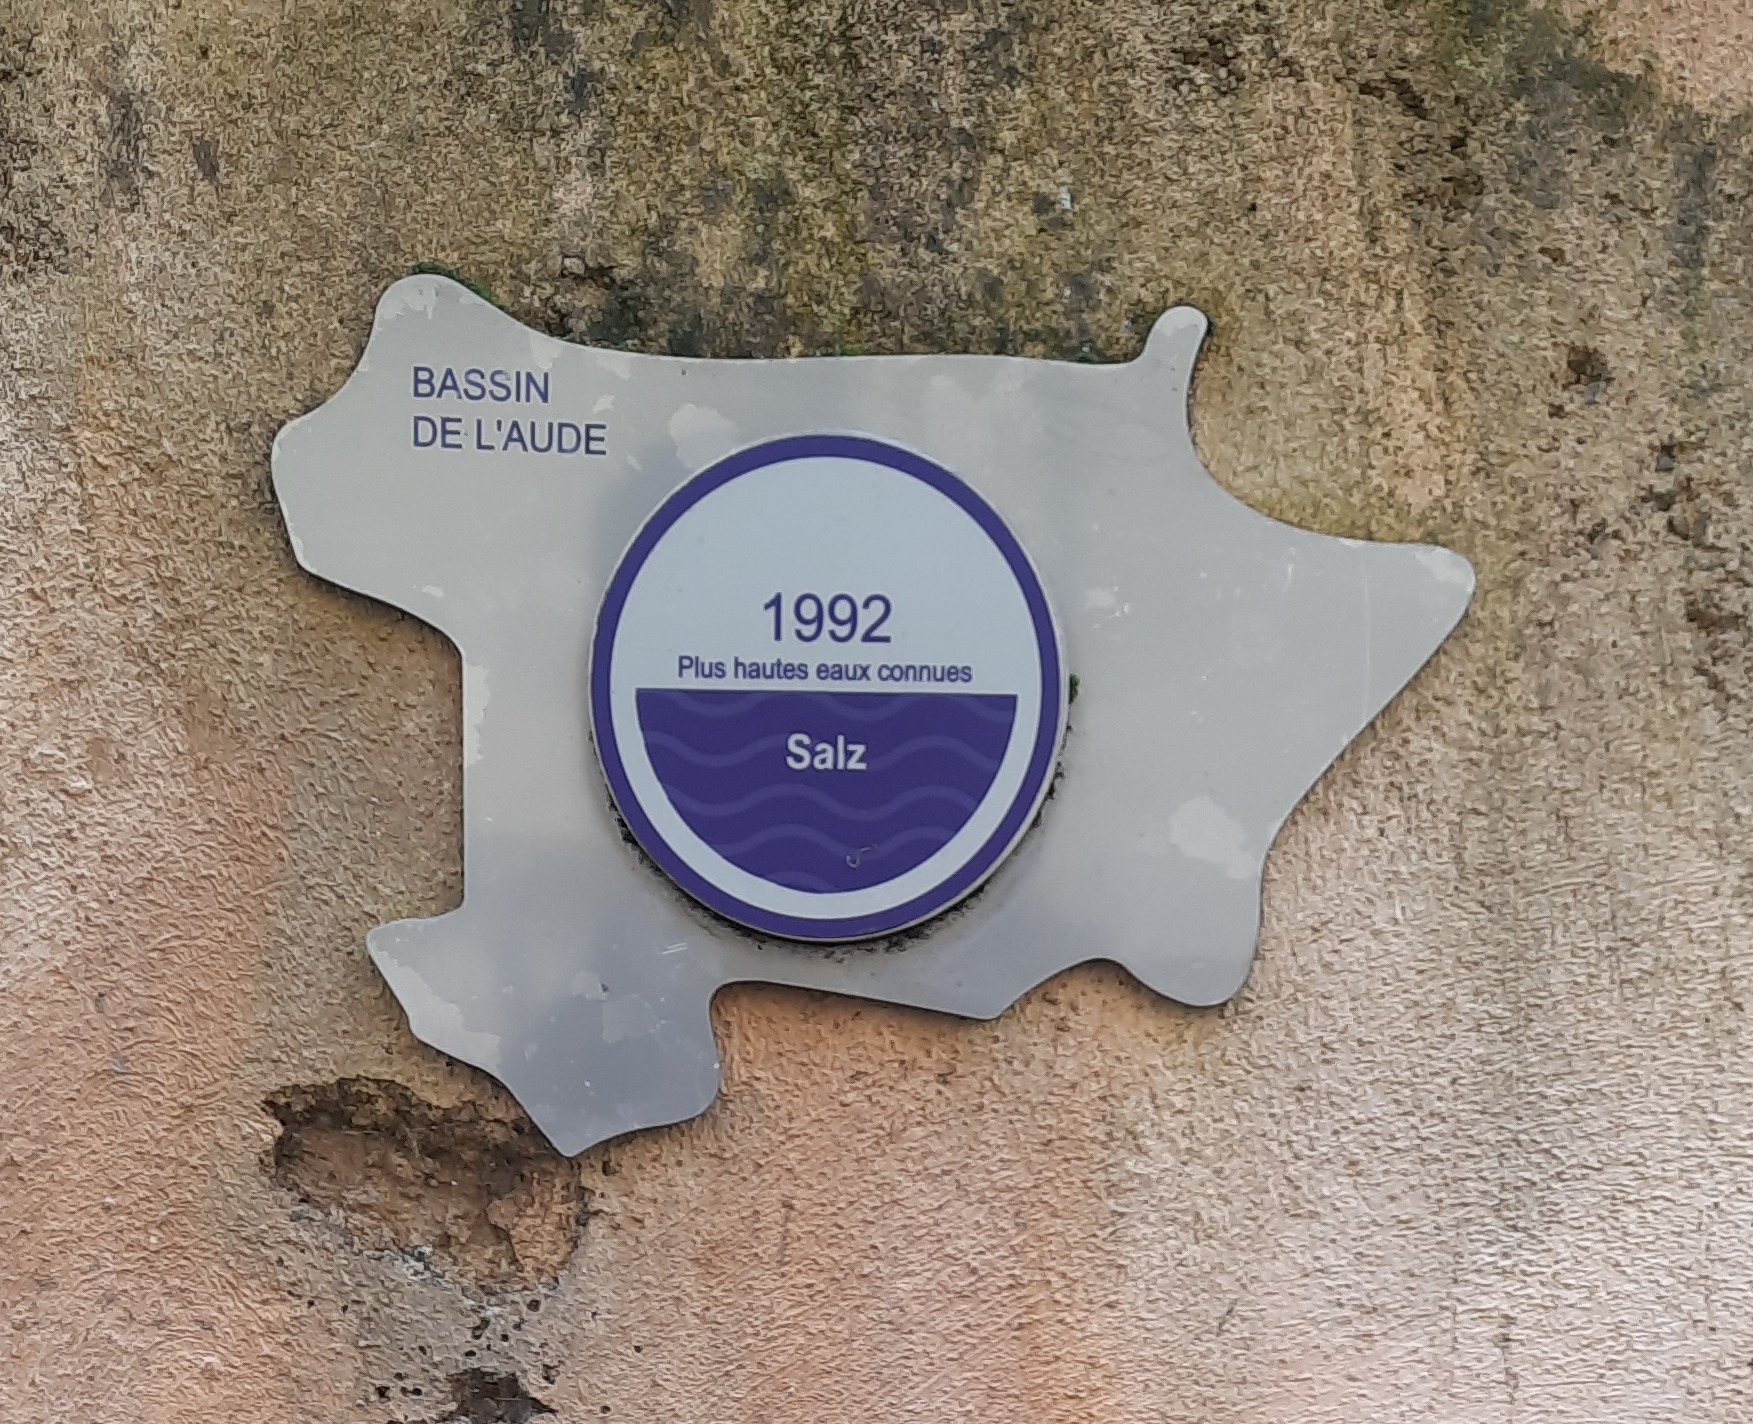 BASSIN
DE L'AUDE
1992
Plus hautes eaux connues
Salz